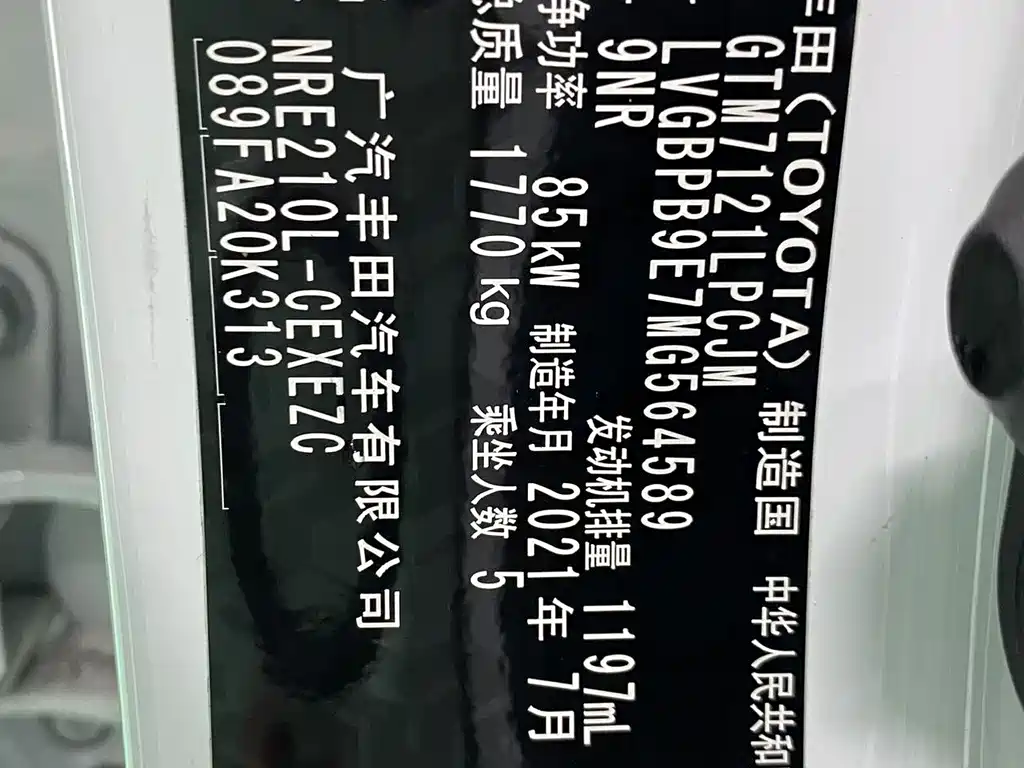 丰田(TOYOTA) 制造国 中华人民共和
GTM7121LPCJM
LVGBPB9E7MG564589
9NR 发动机排量 1197mL
净功率 85kW 制造年月 2021年 7月
总质量 1770kg 乘坐人数 5
广汽丰田汽车有限公司
NRE210L-CEXEZC
089FA20K313